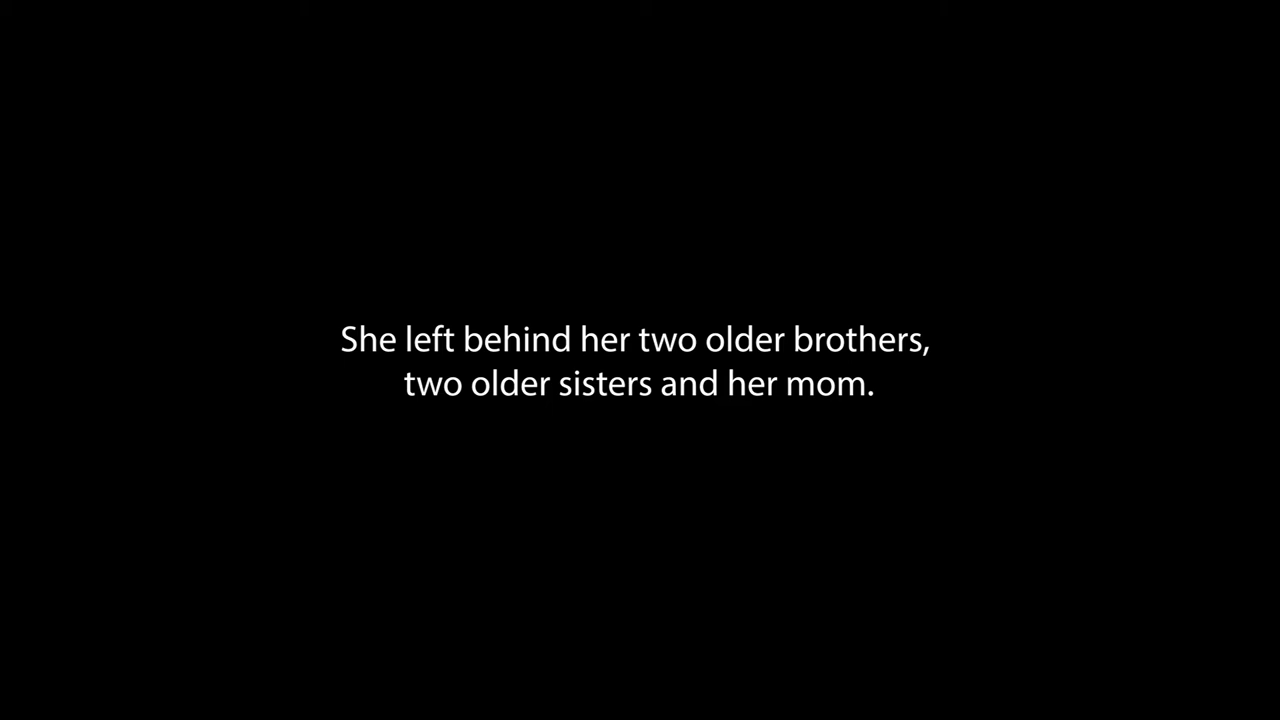 She left behind her two older brothers,
two older sisters and her mom.